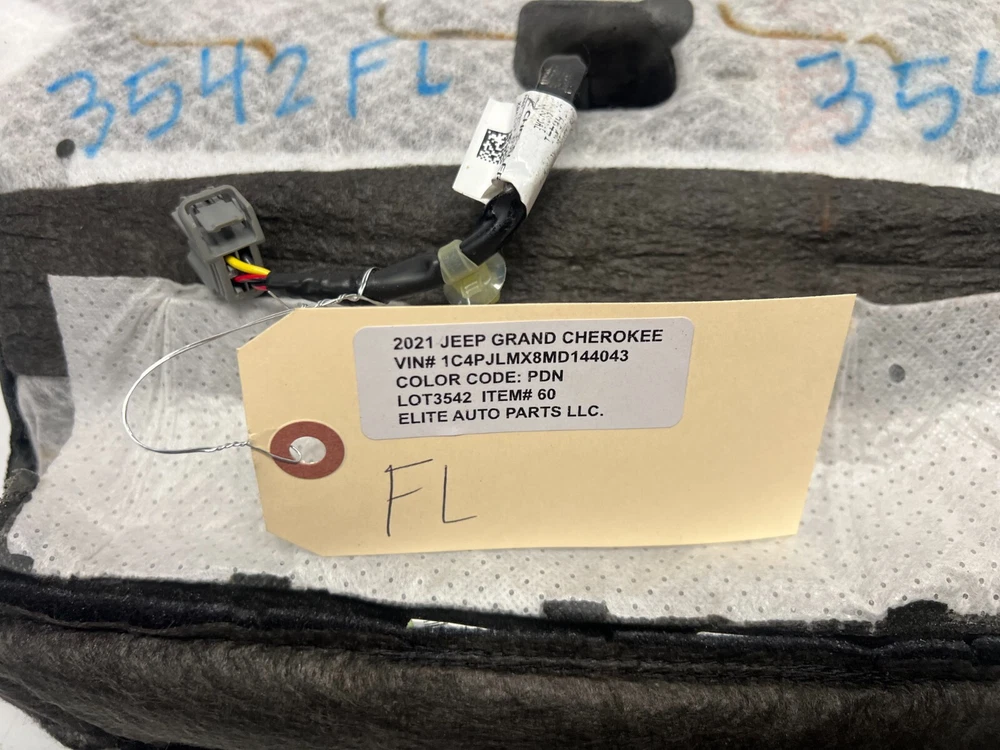 3542 FL
354
2021 JEEP GRAND CHEROKEE
VIN# 1C4PJLMX8MD144043
COLOR CODE: PDN
LOT3542 ITEM# 60
ELITE AUTO PARTS LLC.
FL